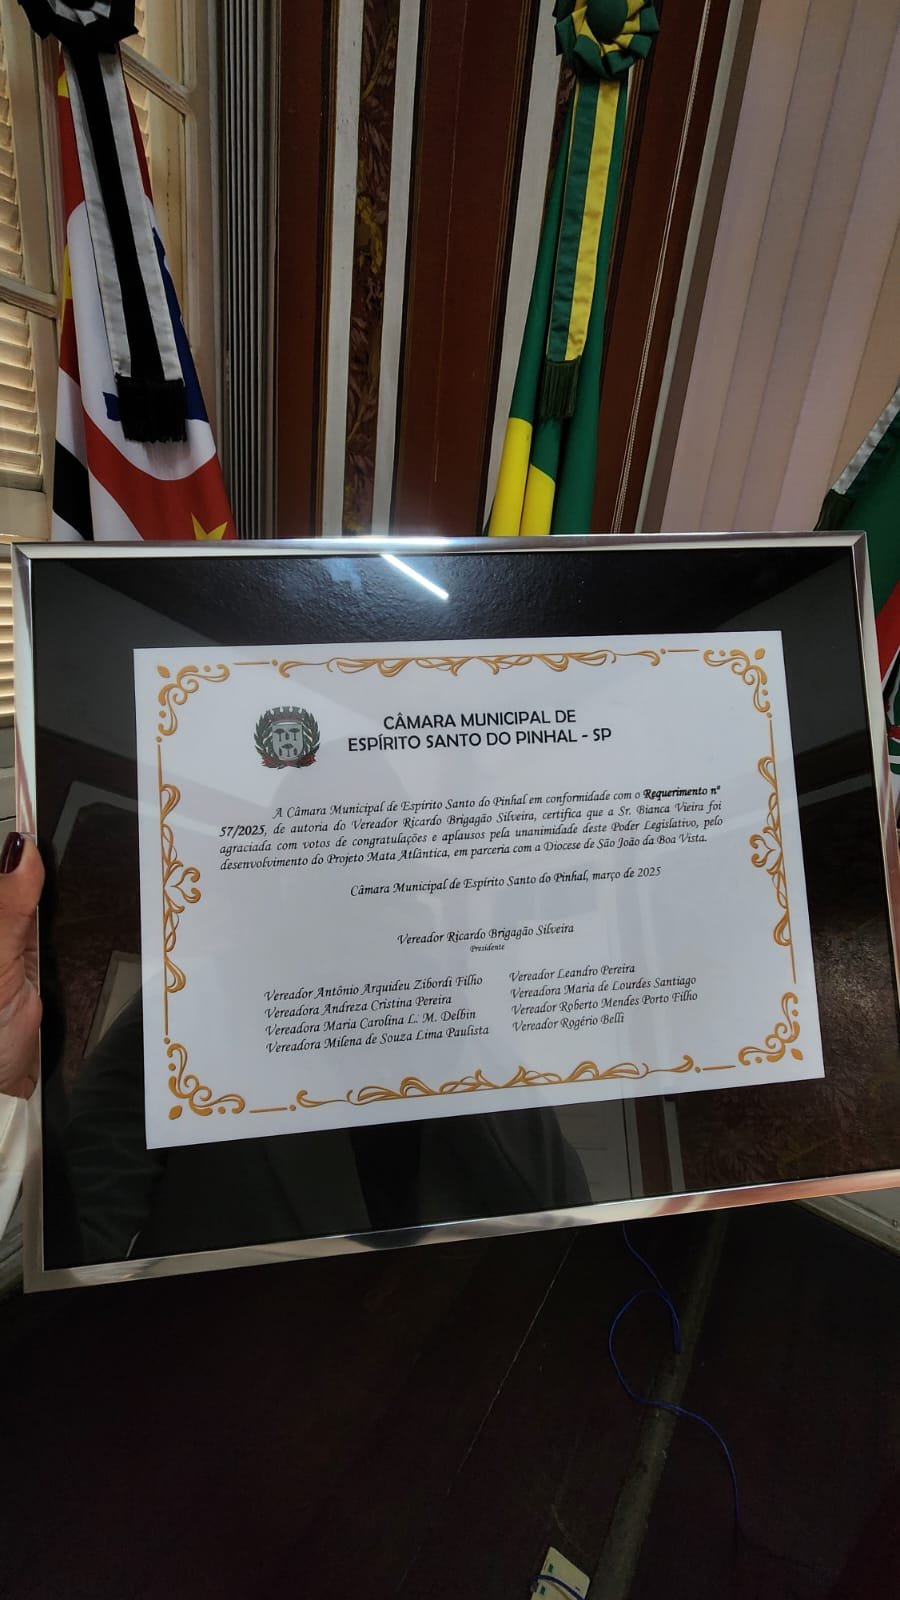 CÂMARA MUNICIPAL DE
ESPÍRITO SANTO DO PINHAL - SP
A Câmara Municipal de Espírito Santo do Pinhal em conformidade com o Requerimento nº
57/2025, de autoria do Vereador Ricardo Brigagão Silveira, certifica que a Sr. Bianca Vieira foi
agraciada com votos de congratulações e aplausos pela unanimidade deste Poder Legislativo, pelo
desenvolvimento do Projeto Mata Atlântica, em parceria com a Diocese de São João da Boa Vista.
Câmara Municipal de Espírito Santo do Pinhal, março de 2025
Vereador Ricardo Brigagão Silveira
Presidente
Vereador Antônio Arquideu Zibordi Filho
Vereadora Andreza Cristina Pereira
Vereadora Maria Carolina L. M. Delbin
Vereadora Milena de Souza Lima Paulista
Vereador Leandro Pereira
Vereadora Maria de Lourdes Santiago
Vereador Roberto Mendes Porto Filho
Vereador Rogério Belli